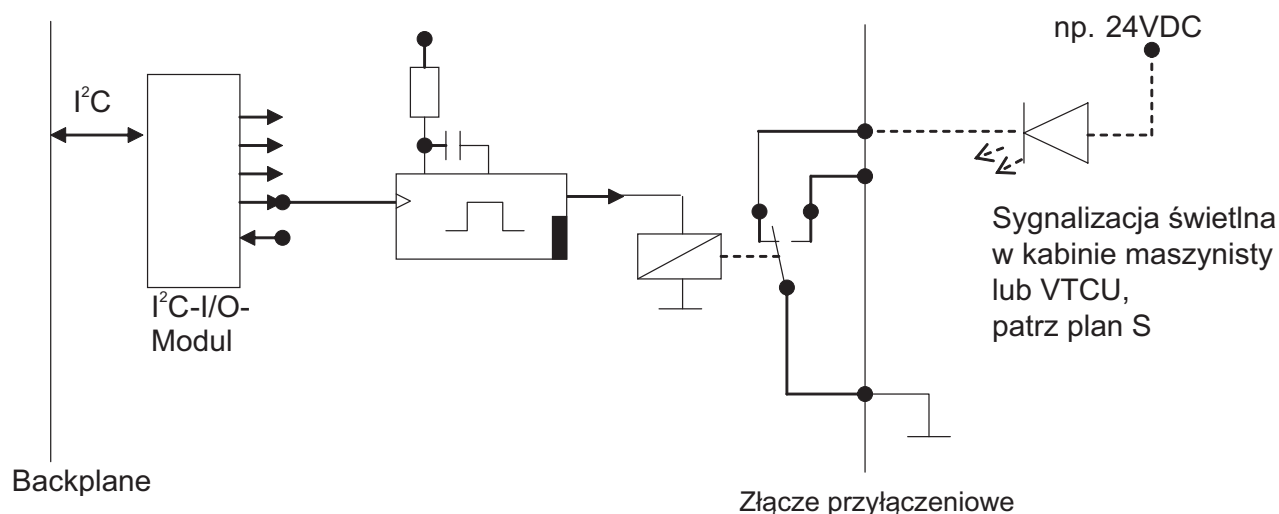 np. 24VDC
I²C
Sygnalizacja świetlna
w kabinie maszynisty
lub VTCU,
patrz plan S
I²C-I/O-
Modul
Backplane
Złącze przyłączeniowe